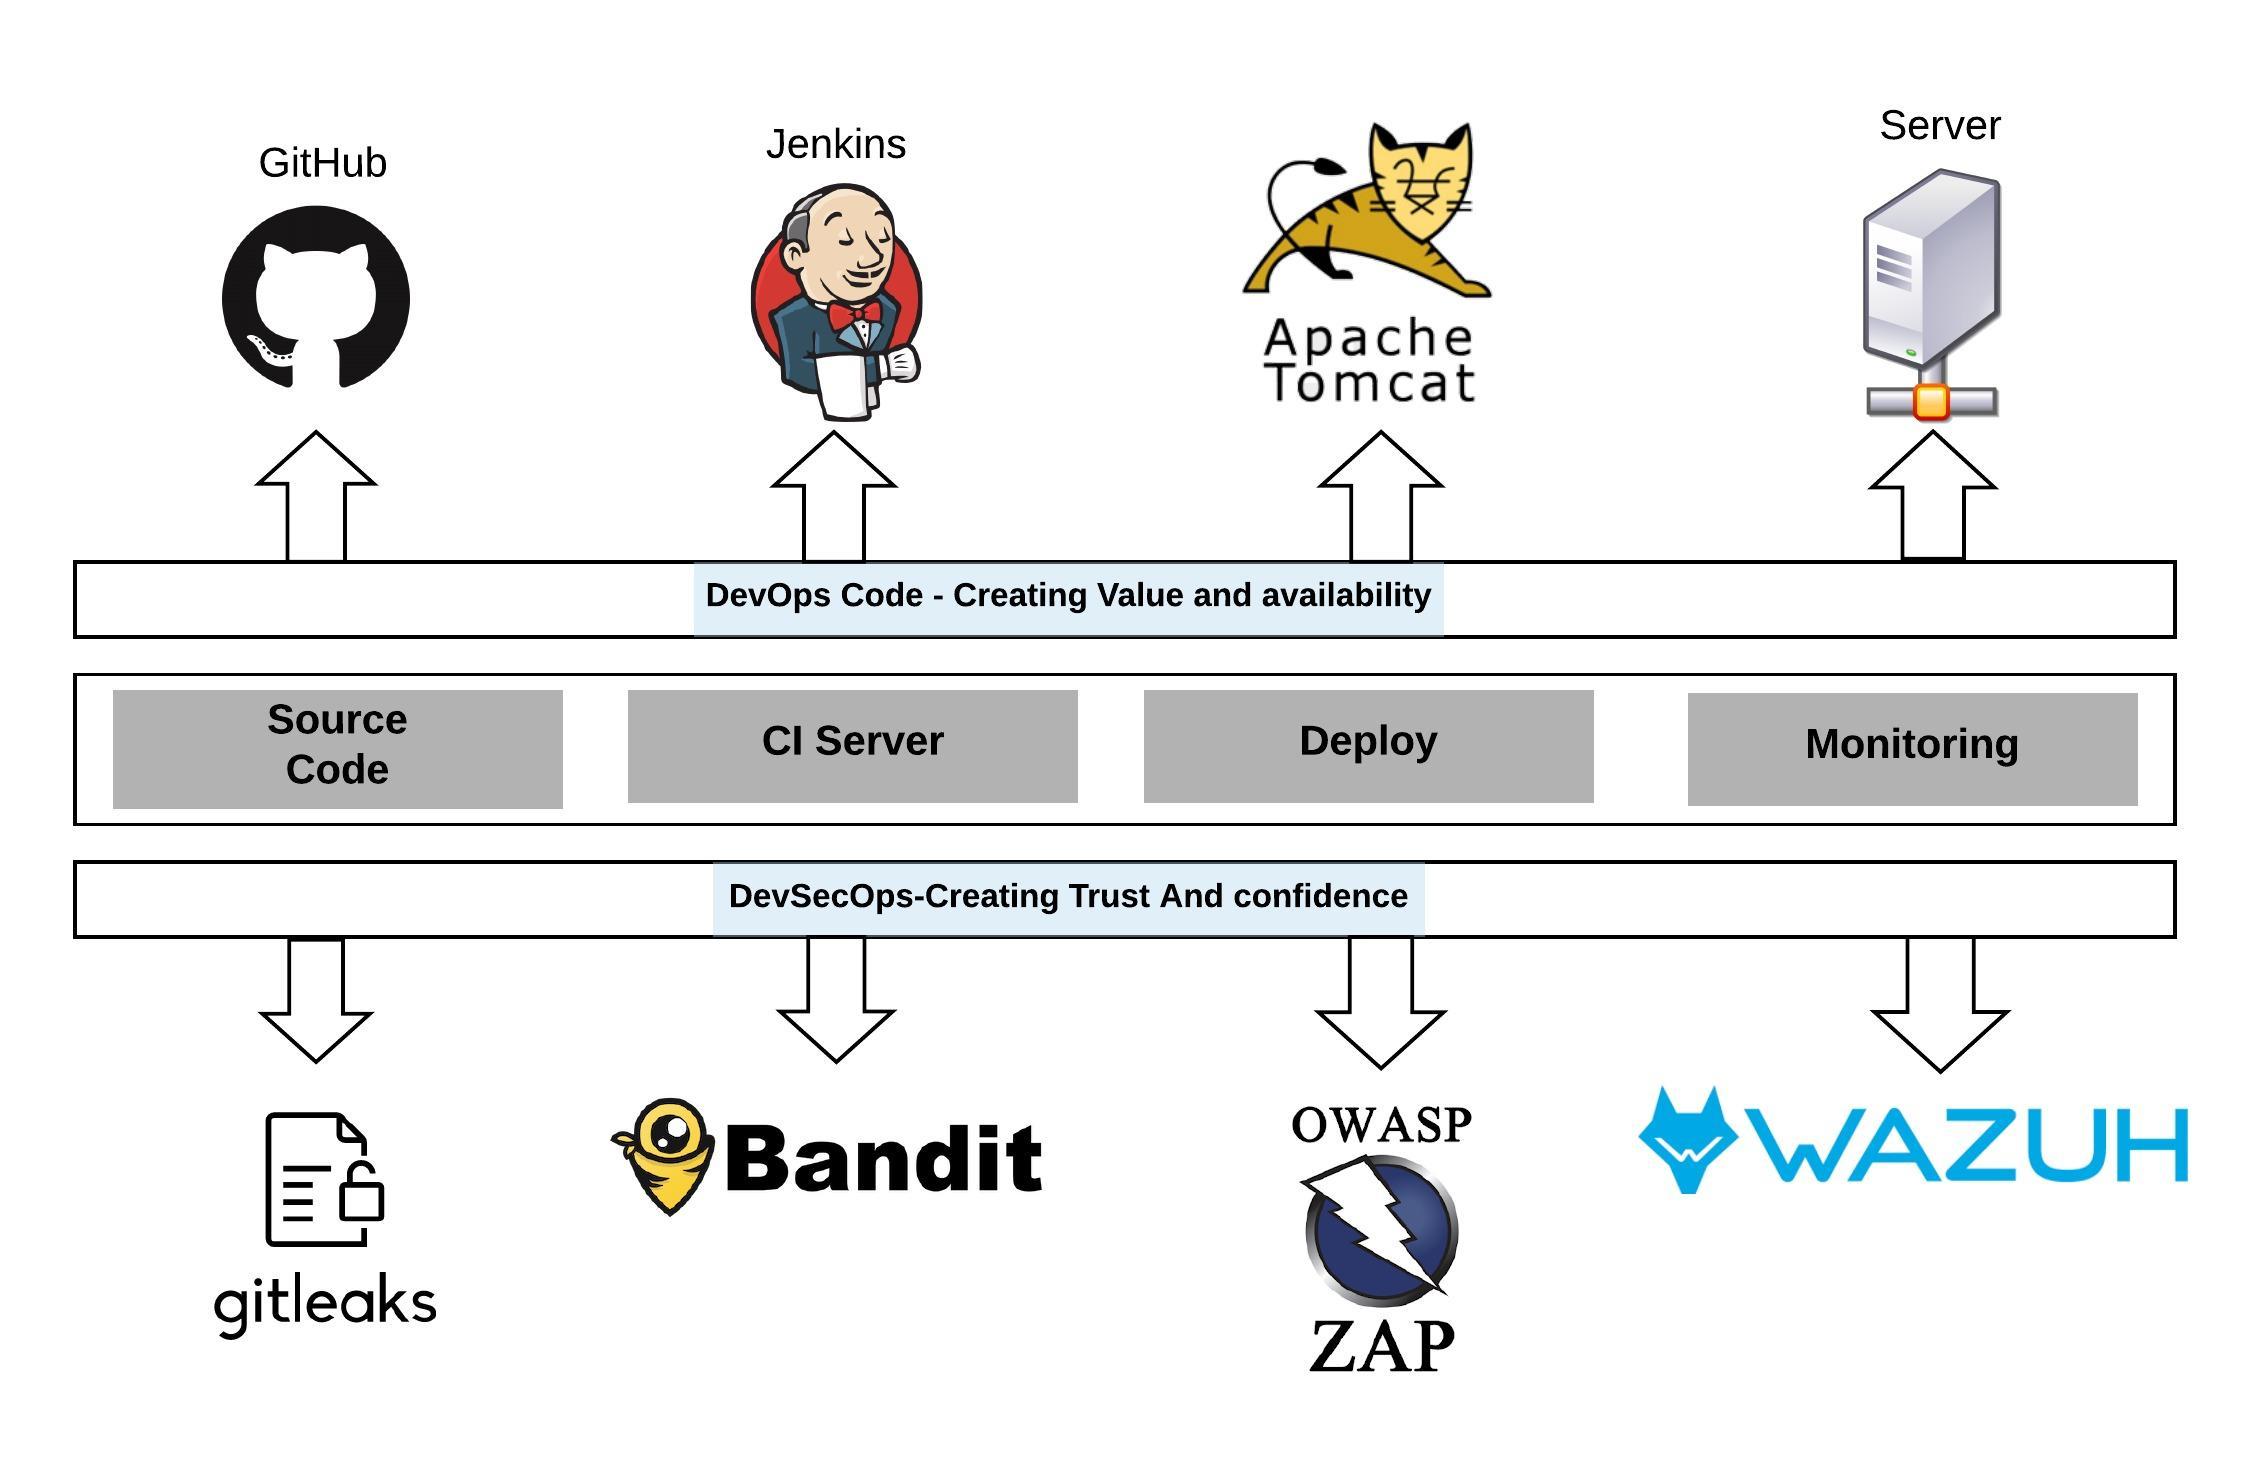 GitHub
Jenkins
Apache
Tomcat
Server
DevOps Code - Creating Value and availability
Source
Code
CI Server
Deploy
Monitoring
DevSecOps-Creating Trust And confidence
gitleaks
Bandit
OWASP
ZAP
WAZUH